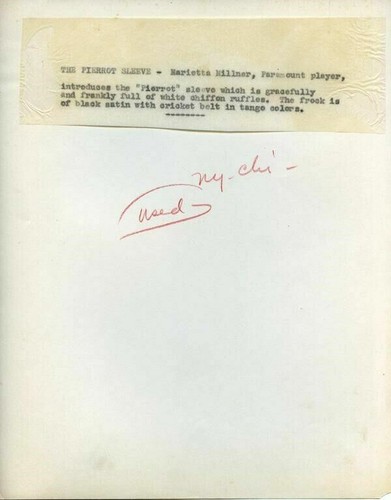 THE PIERROT SLEEVE - Marietta Millner, Paramount player,
introduces the "Pierrot" sleeve which is gracefully
and frankly full of white chiffon ruffles. The frock is
of black satin with cricket belt in tango colors.
--------
ny - chi -
used